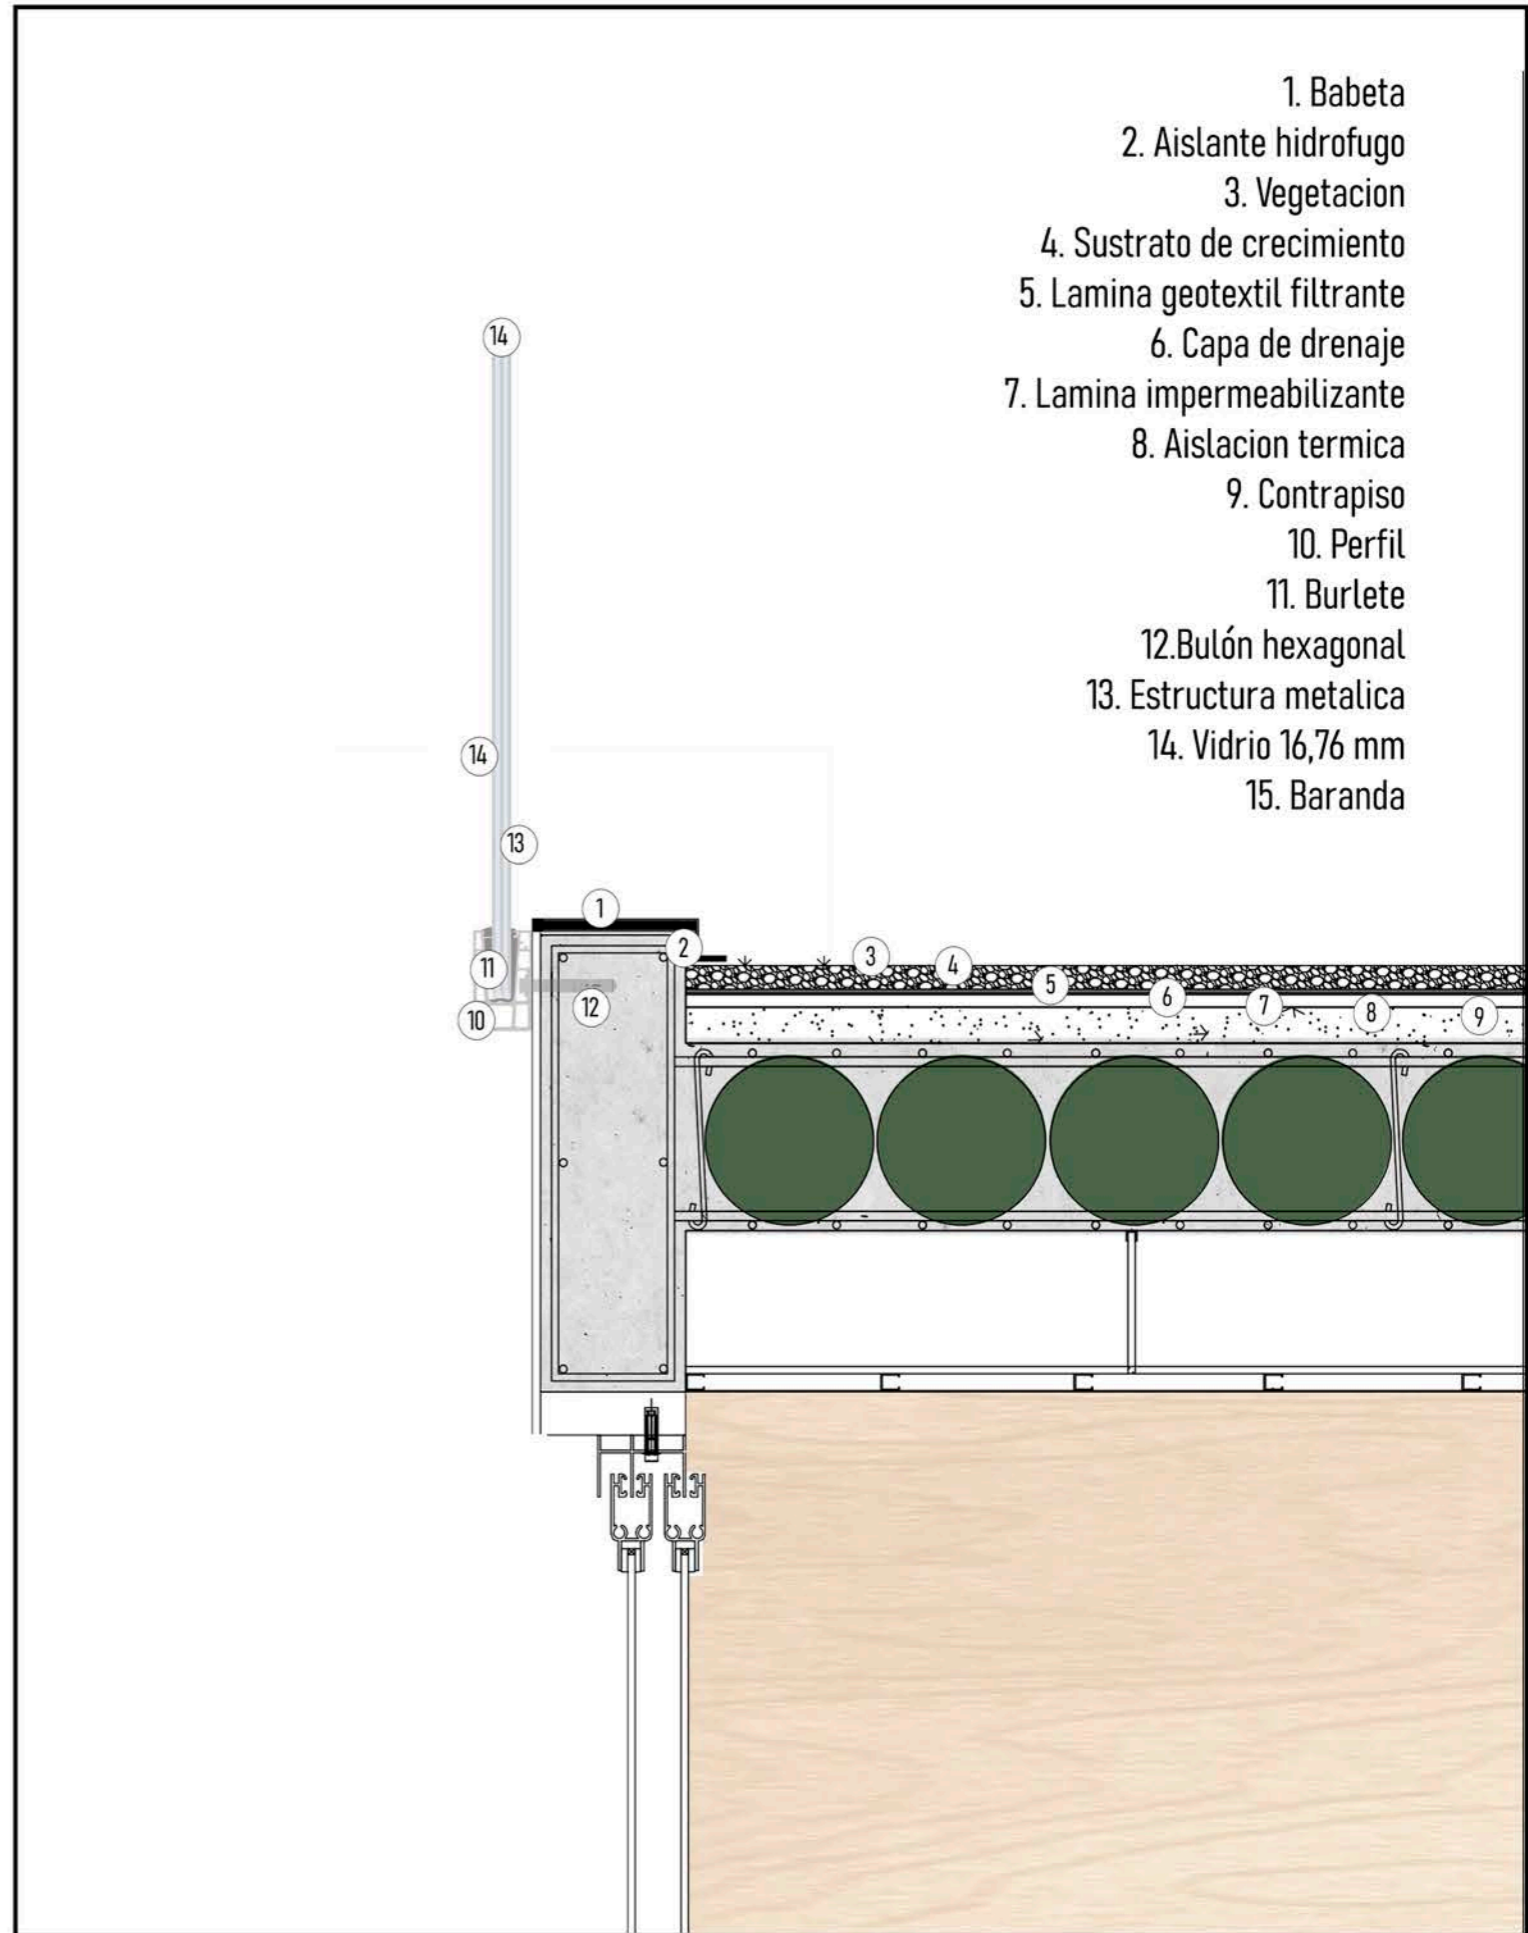 1. Babeta
2. Aislante hidrofugo
3. Vegetacion
4. Sustrato de crecimiento
5. Lamina geotextil filtrante
6. Capa de drenaje
7. Lamina impermeabilizante
8. Aislacion termica
9. Contrapiso
10. Perfil
11. Burlete
12.Bulón hexagonal
13. Estructura metalica
14. Vidrio 16,76 mm
15. Baranda
14
14
13
1
2
3
4
5
6
7
8
9
11
10
12